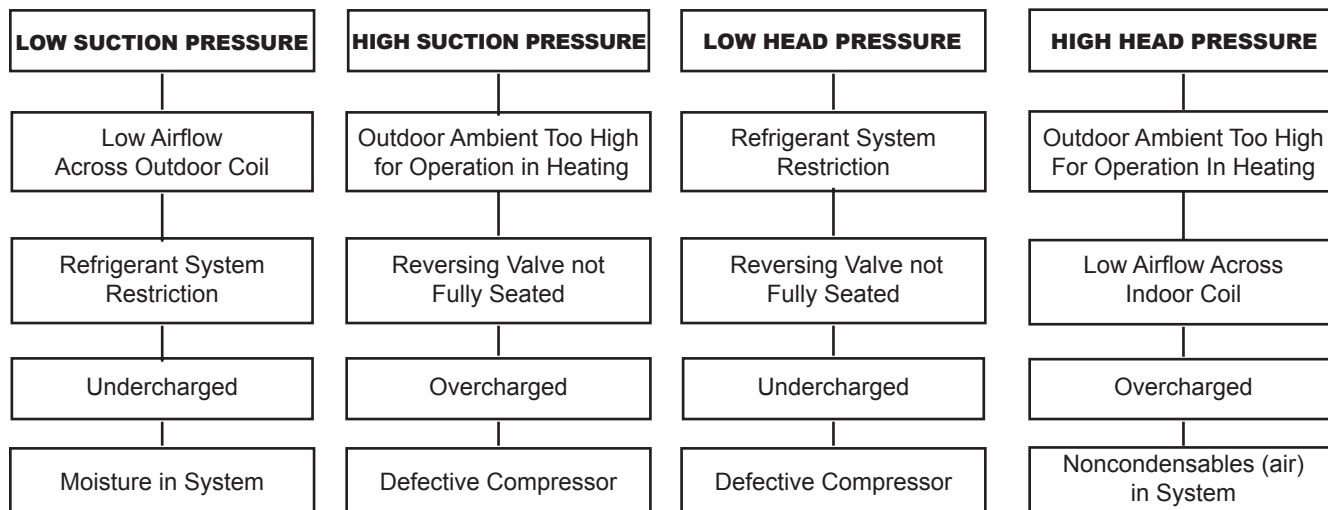 LOW SUCTION PRESSURE
Low Airflow
Across Outdoor Coil
Refrigerant System
Restriction
Undercharged
Moisture in System
HIGH SUCTION PRESSURE
Outdoor Ambient Too High
for Operation in Heating
Reversing Valve not
Fully Seated
Overcharged
Defective Compressor
LOW HEAD PRESSURE
Refrigerant System
Restriction
Reversing Valve not
Fully Seated
Undercharged
Defective Compressor
HIGH HEAD PRESSURE
Outdoor Ambient Too High
For Operation In Heating
Low Airflow Across
Indoor Coil
Overcharged
Noncondensables (air)
in System